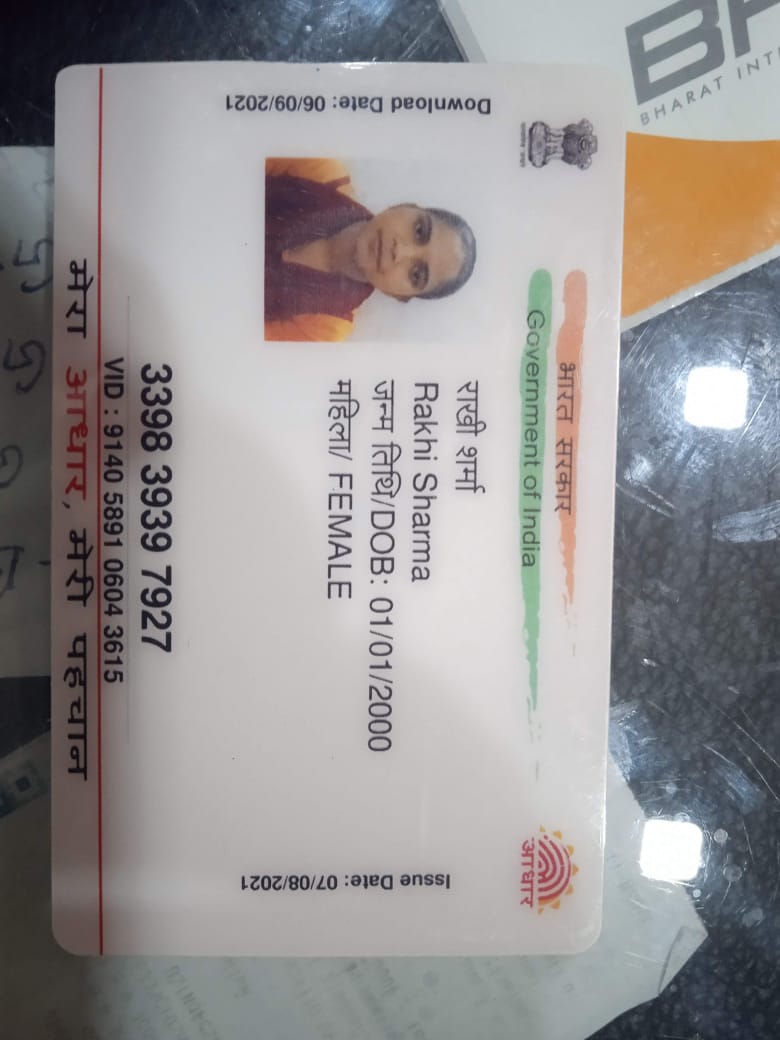 भारत सरकार
Government of India
Download Date: 06/09/2021
राखी शर्मा
Rakhi Sharma
जन्म तिथि/DOB: 01/01/2000
महिला/ FEMALE
Issue Date: 07/08/2021
आधार
3398 3939 7927
VID : 9140 5891 0604 3615
मेरा आधार, मेरी पहचान
BHARAT